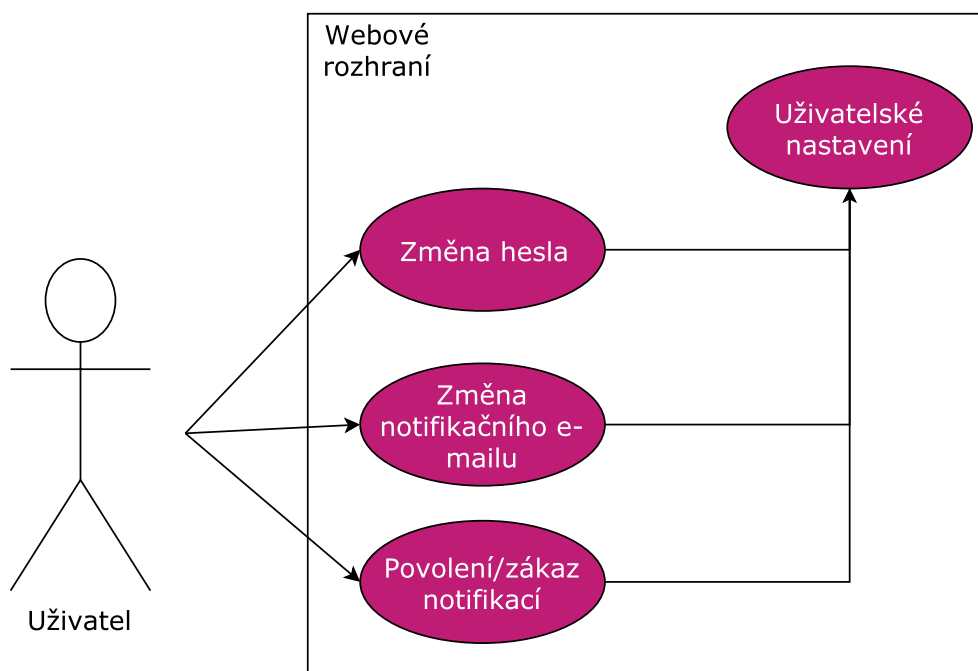 Webové
rozhraní
Uživatelské
nastavení
Změna hesla
Změna
notifikačního e-
mailu
Povolení/zákaz
notifikací
Uživatel